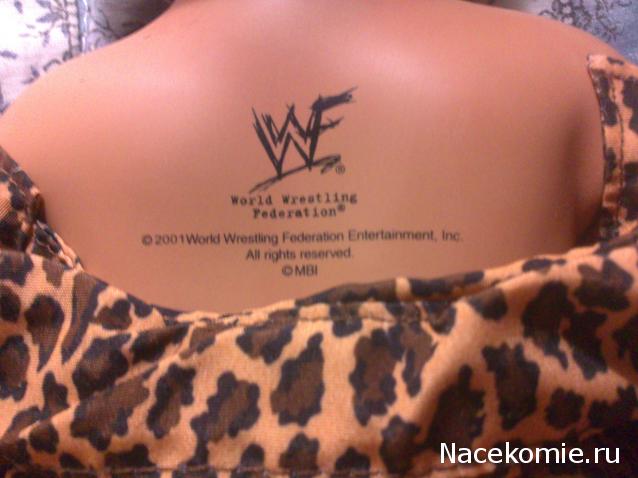 WF
®
World Wrestling
Federation®
©2001World Wrestling Federation Entertainment, Inc.
All rights reserved.
©MBI
Nacekomie.ru